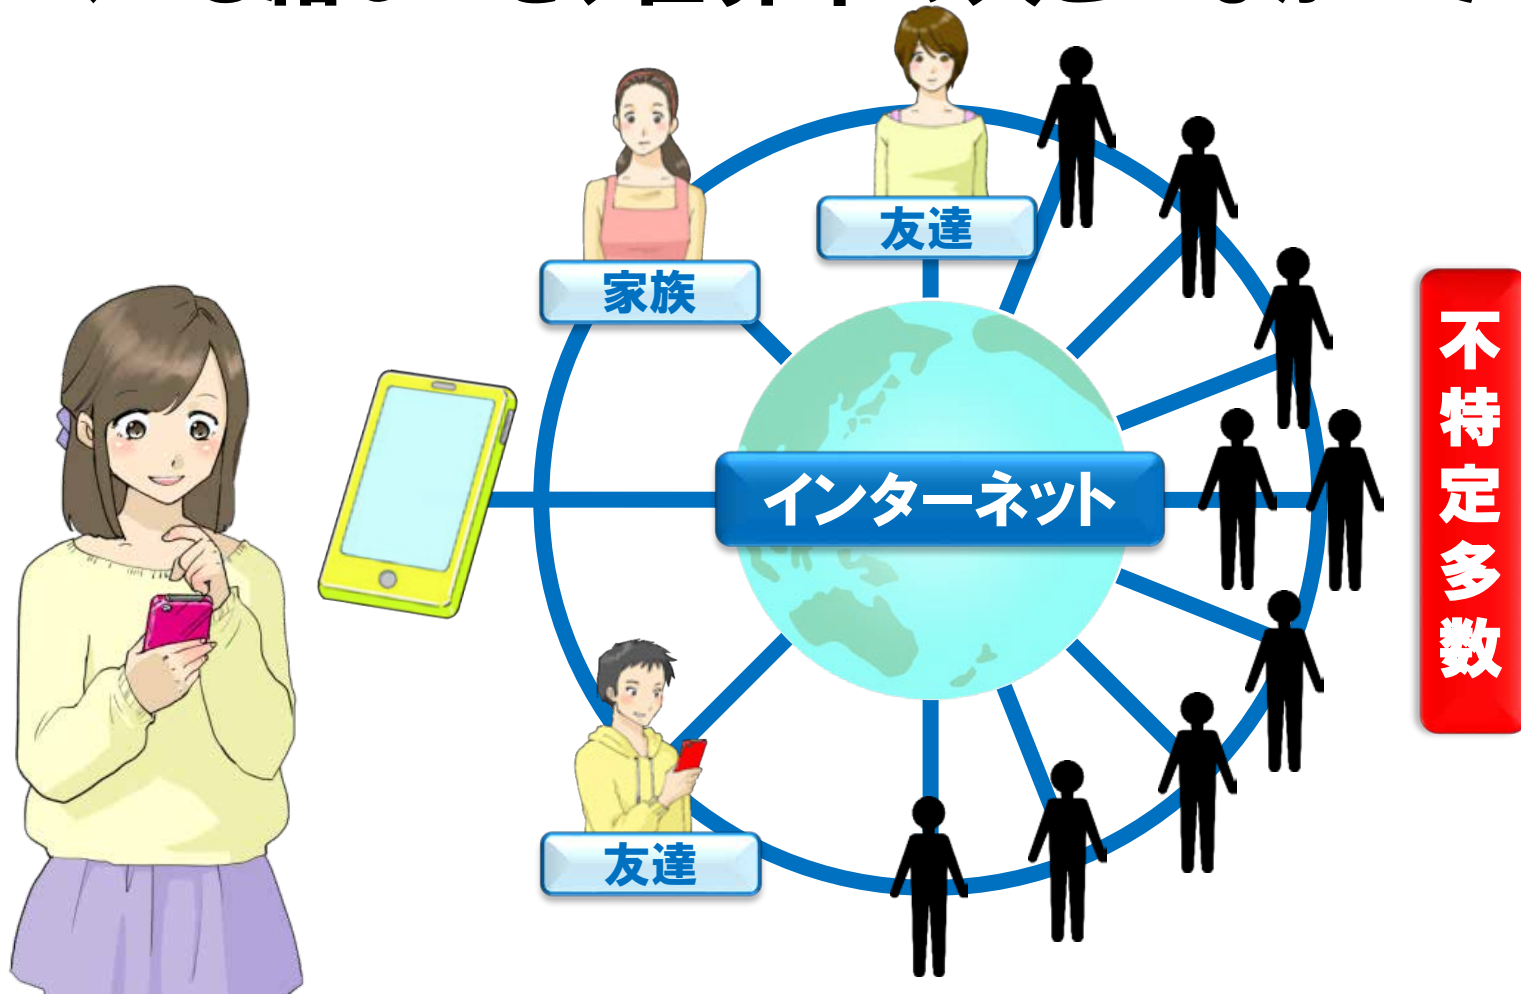 友達
家族
インターネット
友達
不特定多数